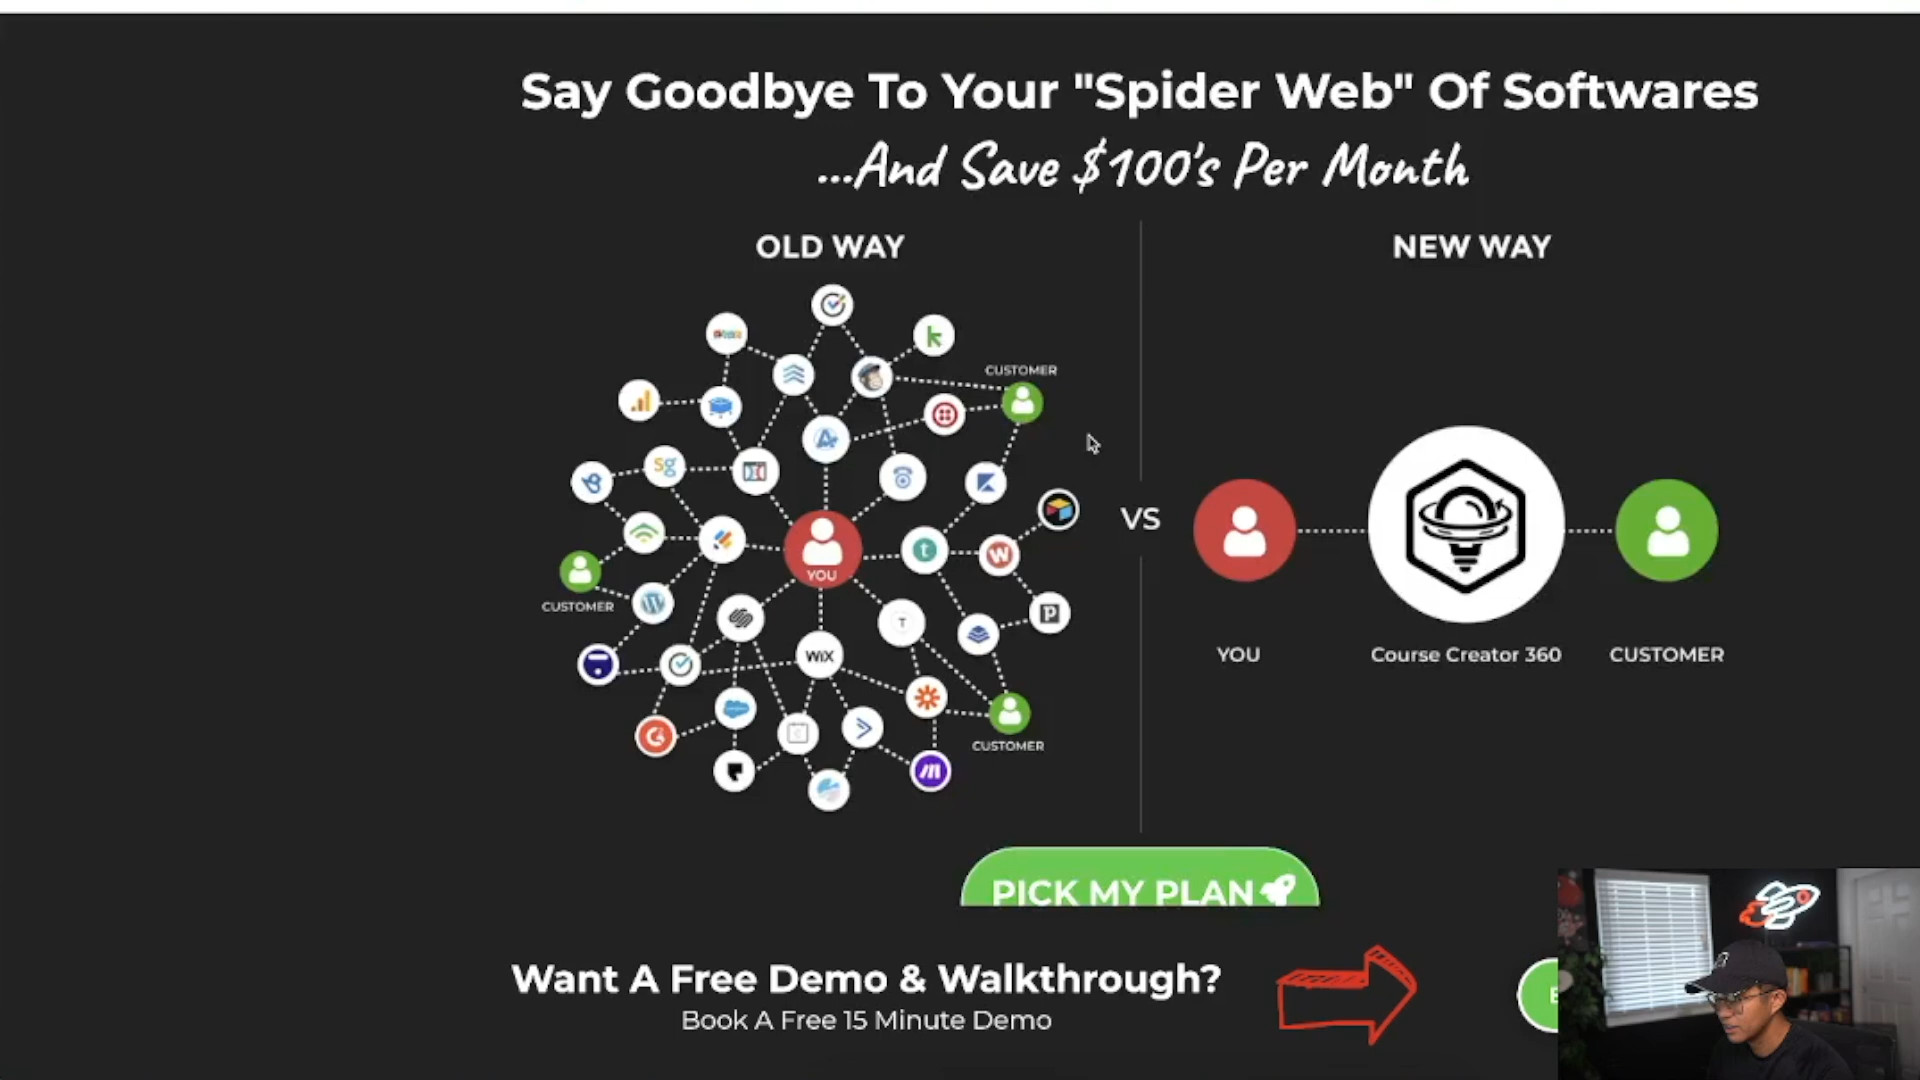 Say Goodbye To Your "Spider Web" Of Softwares
...And Save $100's Per Month
OLD WAY
NEW WAY
CUSTOMER
sg
VS
YOU
t
W
CUSTOMER
T
P
WiX
YOU
Course Creator 360
CUSTOMER
CUSTOMER
PICK MY PLAN
Want A Free Demo & Walkthrough?
Book A Free 15 Minute Demo